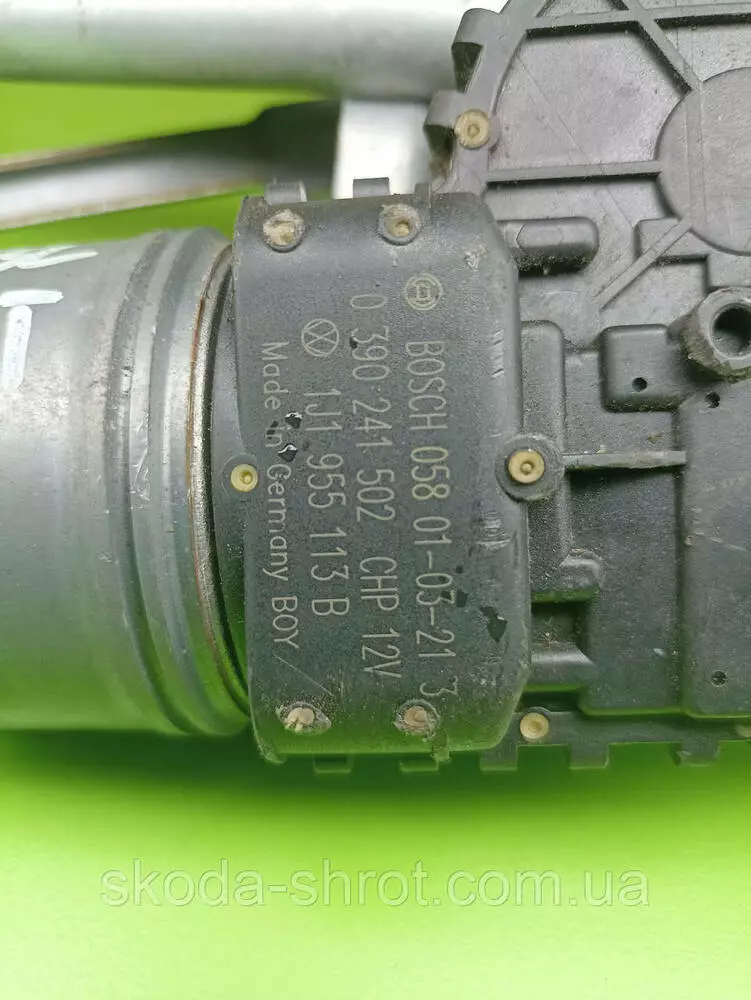 BOSCH 058 01-03-21 3
0 390 241 502 CHP 12V
1J1 955 113 B
Made in Germany BOY
skoda-shrot.com.ua